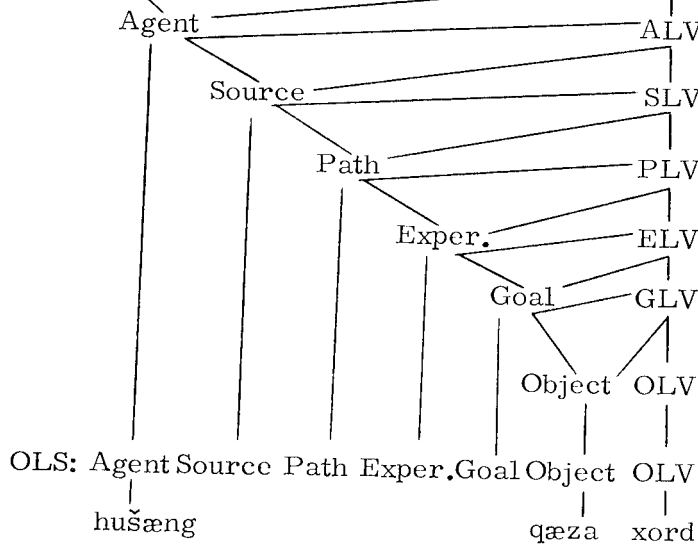 Agent ALV
Source SLV
Path PLV
Exper. ELV
Goal GLV
Object OLV
OLS: Agent Source Path Exper. Goal Object OLV
hušæng qæza xord